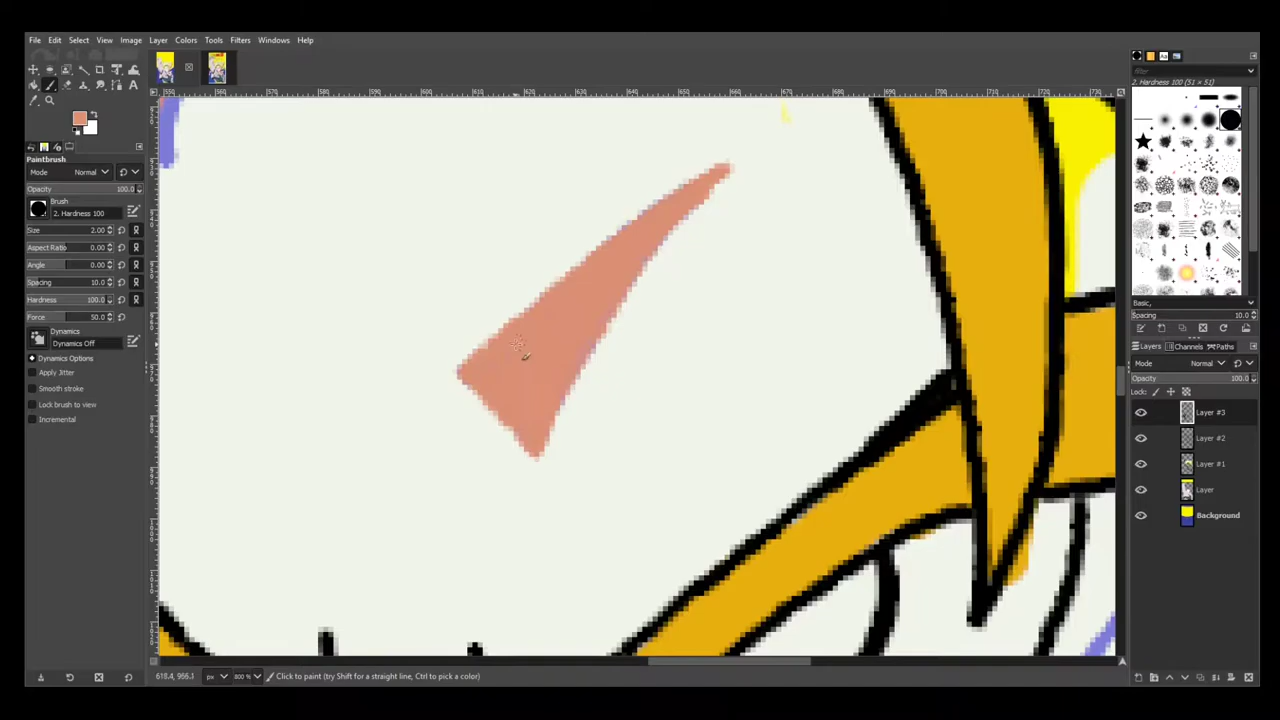 File Edit Select View Image Layer Colors Tools Filters Windows Help
filter
2. Hardness 100 (51 × 51)
Paintbrush
Mode Normal
Opacity 100.0
Brush
2. Hardness 100
Size 2.00
Aspect Ratio 0.00
Angle 0.00
Spacing 10.0
Hardness 100.0
Force 50.0
Dynamics
Dynamics Off
Dynamics Options
Apply Jitter
Smooth stroke
Lock brush to view
Incremental
Basic,
Spacing 10.0
Layers Channels Paths
Mode Normal
Opacity 100.0
Lock:
Layer #3
Layer #2
Layer #1
Layer
Background
px 800 % Click to paint (try Shift for a straight line, Ctrl to pick a color)